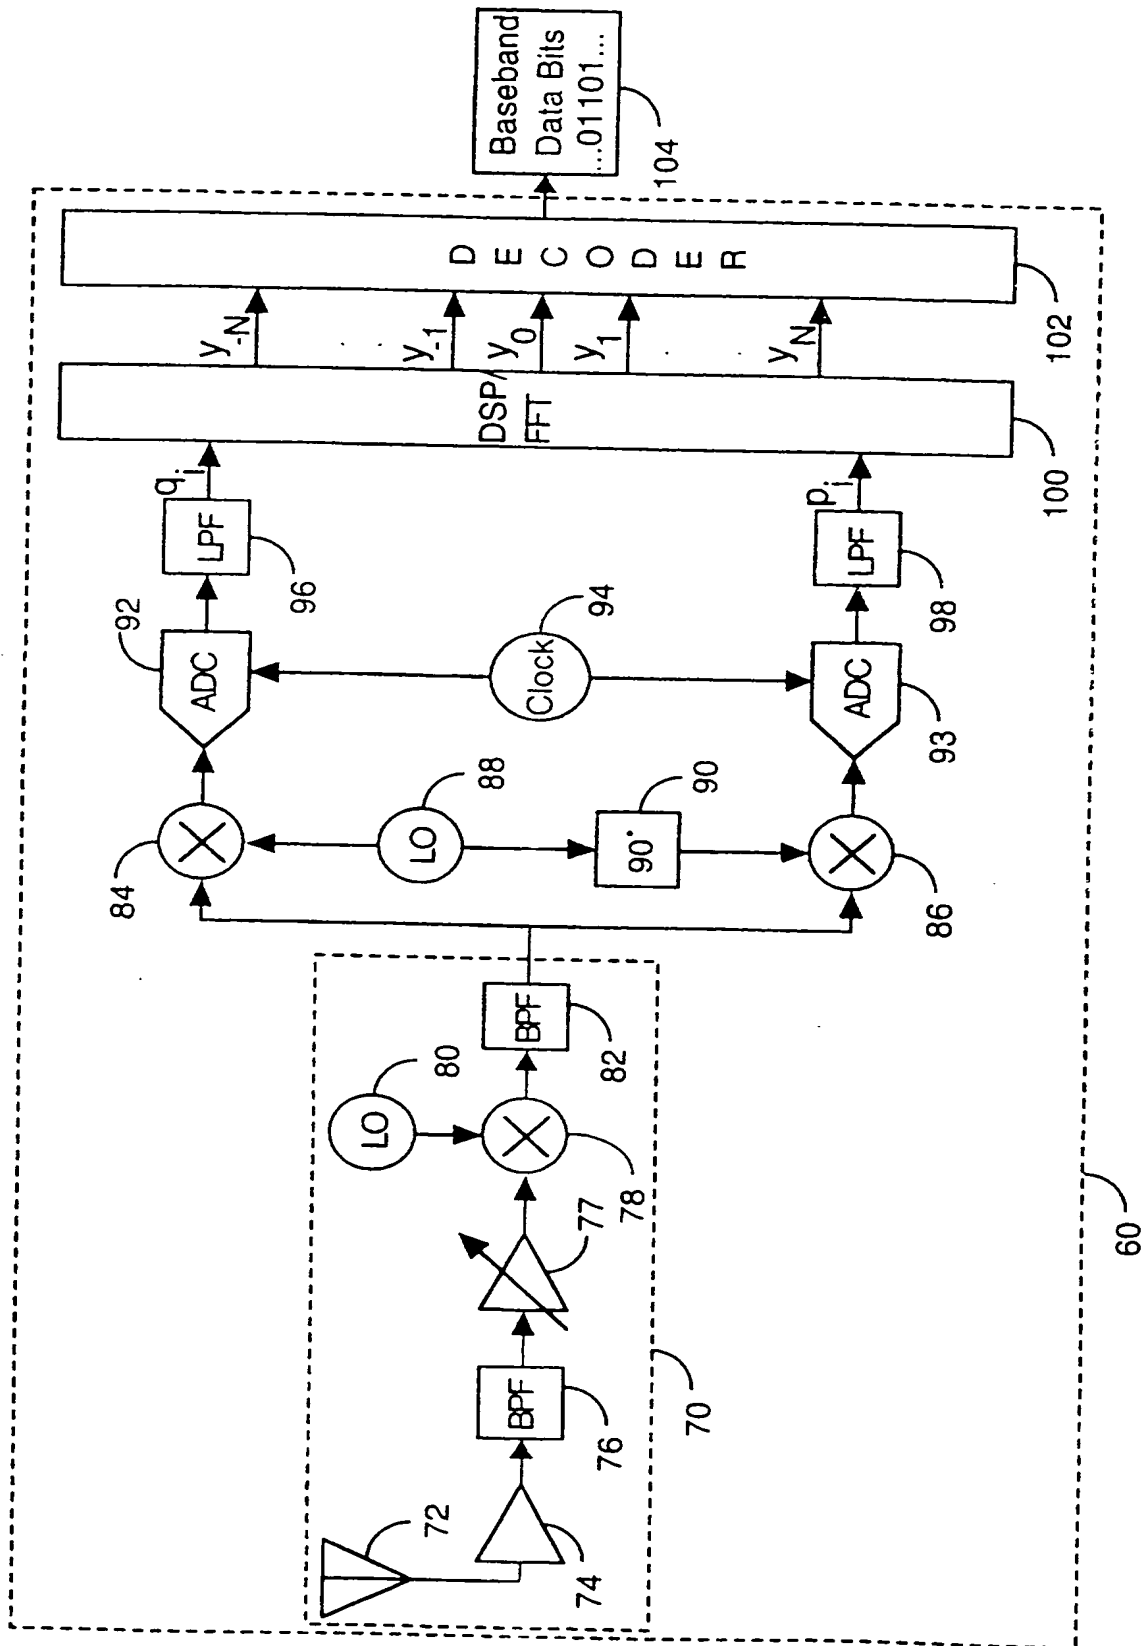 72
74
BPF
76
77
LO
80
78
BPF
82
70
84
LO
88
90°
90
86
92
ADC
Clock
94
ADC
93
LPF
96
LPF
98
qi
pi
DSP/
FFT
100
y-N
y-1
y0
y1
yN
DECODER
102
Baseband
Data Bits
...01101...
104
60